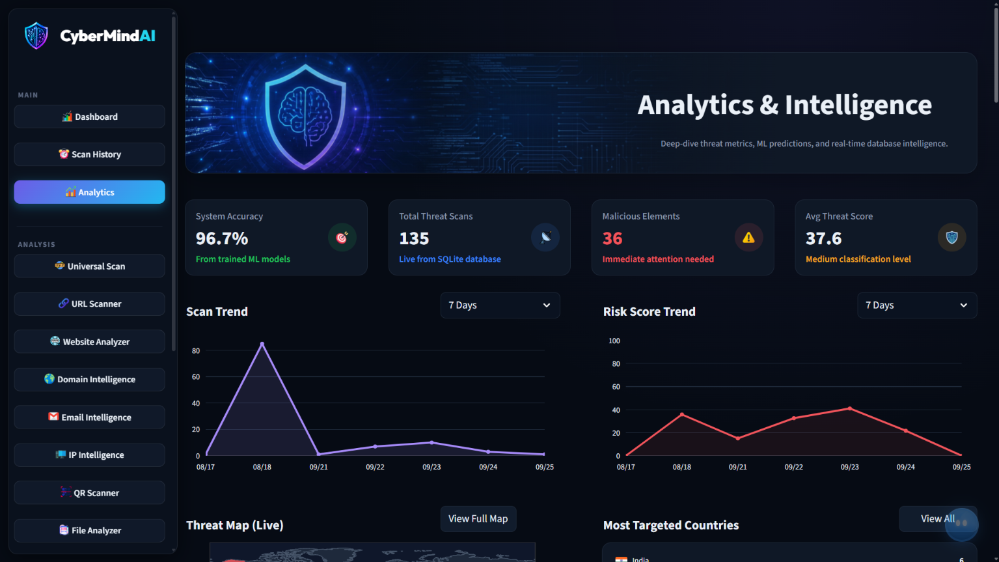 CyberMindAI
MAIN
Dashboard
Scan History
Analytics
ANALYSIS
Universal Scan
URL Scanner
Website Analyzer
Domain Intelligence
Email Intelligence
IP Intelligence
QR Scanner
File Analyzer
Analytics & Intelligence
Deep-dive threat metrics, ML predictions, and real-time database intelligence.
System Accuracy
96.7%
From trained ML models
Total Threat Scans
135
Live from SQLite database
Malicious Elements
36
Immediate attention needed
Avg Threat Score
37.6
Medium classification level
Scan Trend
7 Days
80
60
40
20
0
08/17 08/18 09/21 09/22 09/23 09/24 09/25
Risk Score Trend
7 Days
100
80
60
40
20
0
08/17 08/18 09/21 09/22 09/23 09/24 09/25
Threat Map (Live)
View Full Map
Most Targeted Countries
View All
India 6